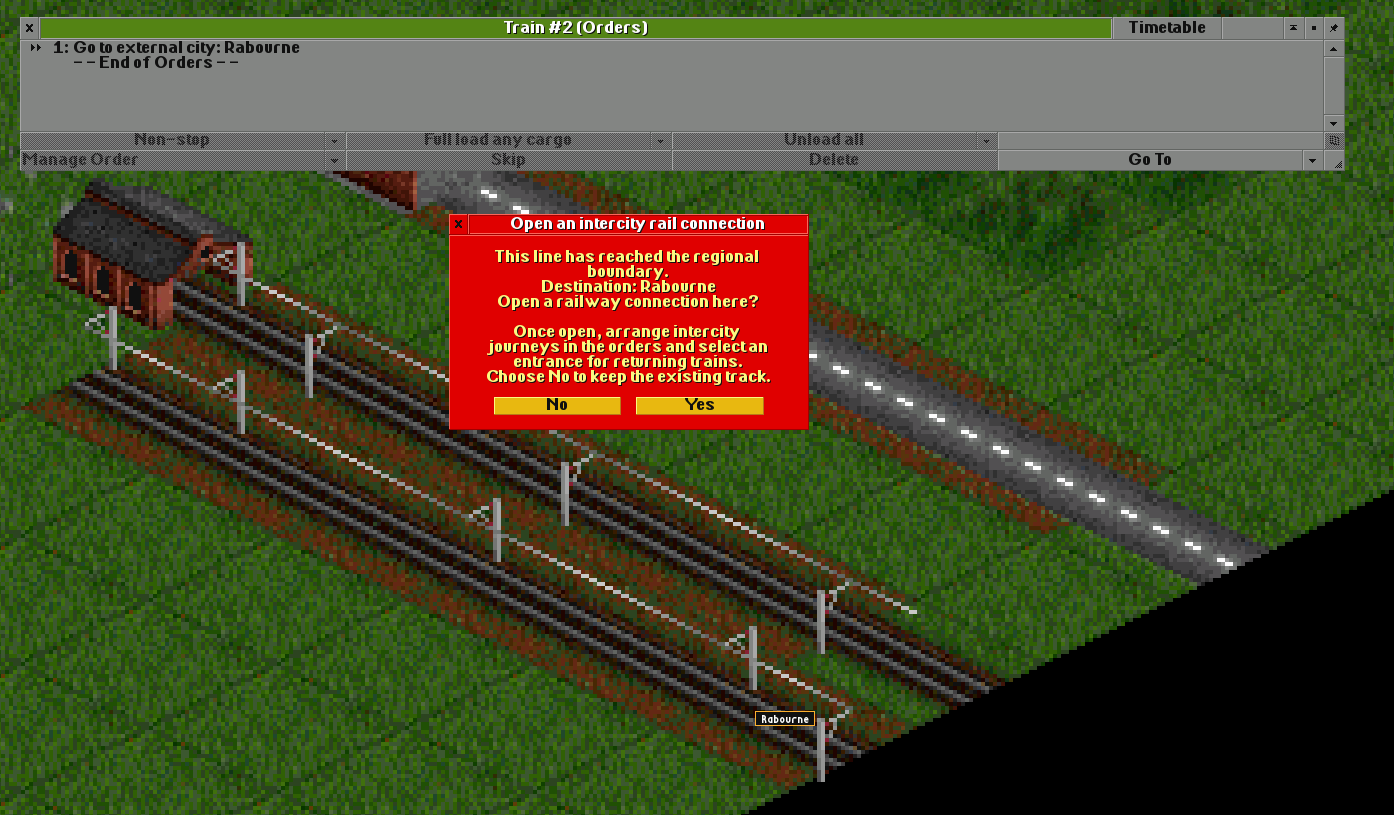 x Train #2 (Orders) Timetable
1: Go to external city: Rabourne
- - End of Orders - -
Non-stop Full load any cargo Unload all
Manage Order Skip Delete Go To
x Open an intercity rail connection
This line has reached the regional
boundary.
Destination: Rabourne
Open a railway connection here?
Once open, arrange intercity
journeys in the orders and select an
entrance for returning trains.
Choose No to keep the existing track.
No Yes
Rabourne